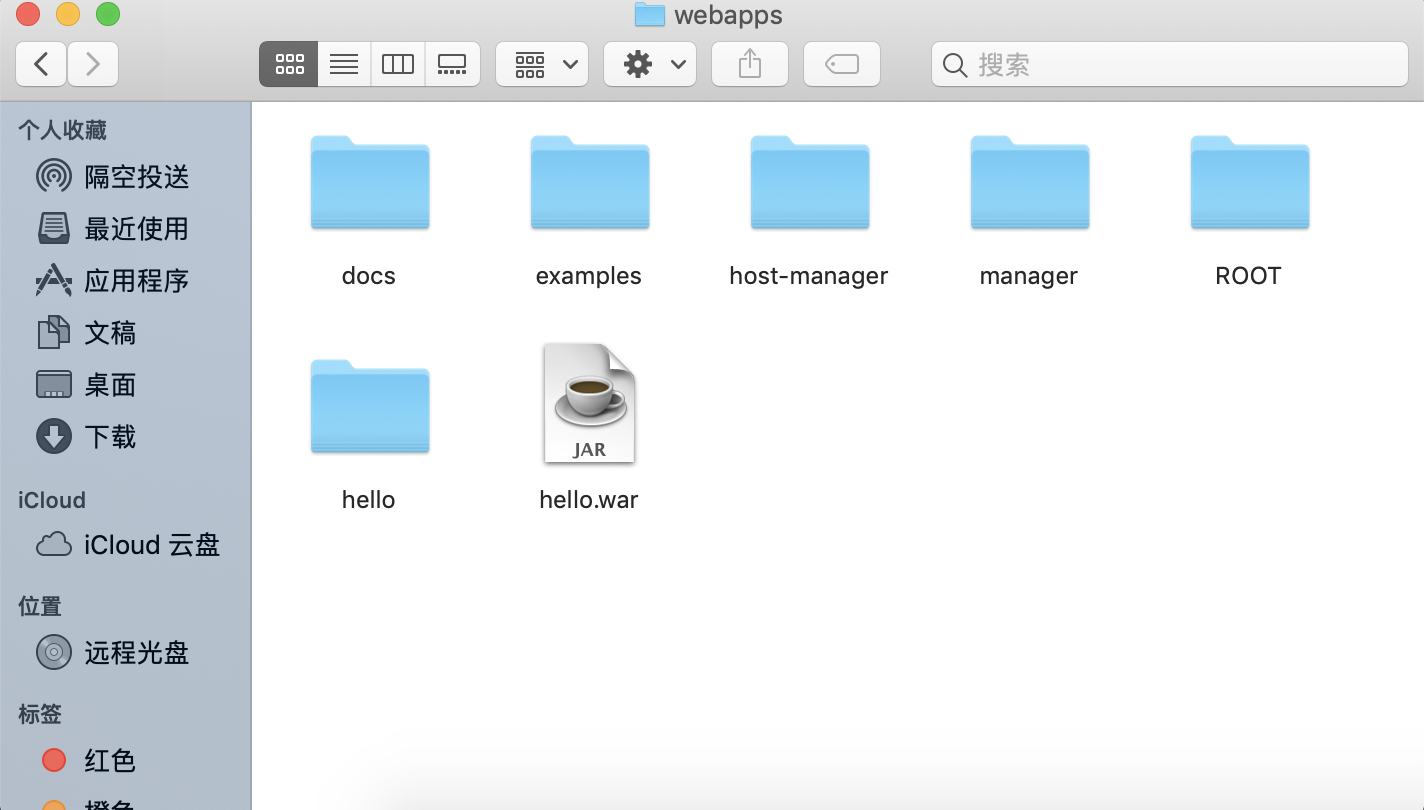 webapps
搜索
个人收藏
隔空投送
最近使用
应用程序
文稿
桌面
下载
iCloud
iCloud 云盘
位置
远程光盘
标签
红色
橙色
docs
examples
host-manager
manager
ROOT
hello
JAR
hello.war